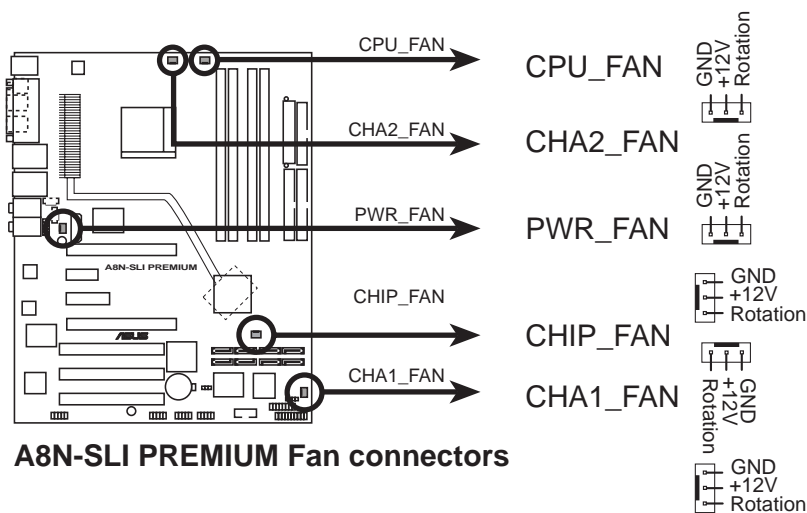 CPU_FAN
CPU_FAN
GND
+12V
Rotation
CHA2_FAN
CHA2_FAN
GND
+12V
Rotation
PWR_FAN
PWR_FAN
A8N-SLI PREMIUM
GND
+12V
Rotation
CHIP_FAN
CHIP_FAN
ASUS
Rotation
+12V
GND
CHA1_FAN
CHA1_FAN
A8N-SLI PREMIUM Fan connectors
GND
+12V
Rotation